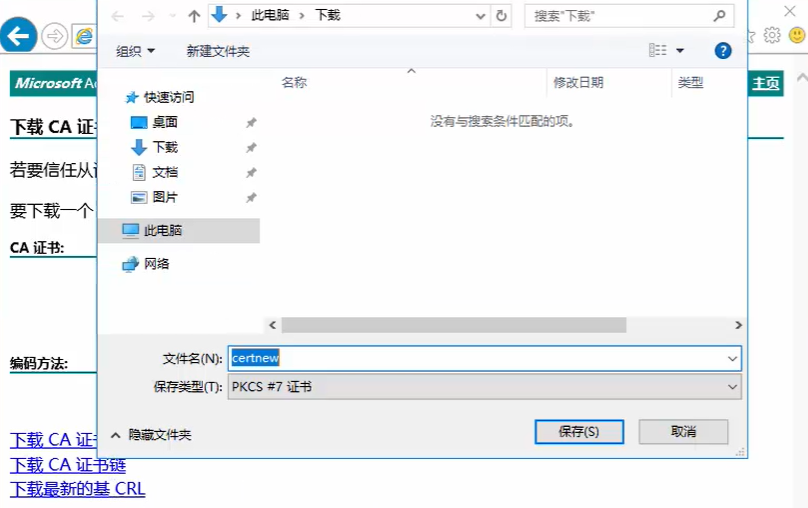 此电脑 › 下载
搜索"下载"
组织
新建文件夹
?
Microsoft
主页
名称
修改日期
类型
快速访问
没有与搜索条件匹配的项。
下载 CA 证
桌面
下载
若要信任从
文档
图片
要下载一个
此电脑
CA 证书:
网络
文件名(N):
certnew
编码方法:
保存类型(T):
PKCS #7 证书
隐藏文件夹
保存(S)
取消
下载 CA 证
下载 CA 证书链
下载最新的基 CRL